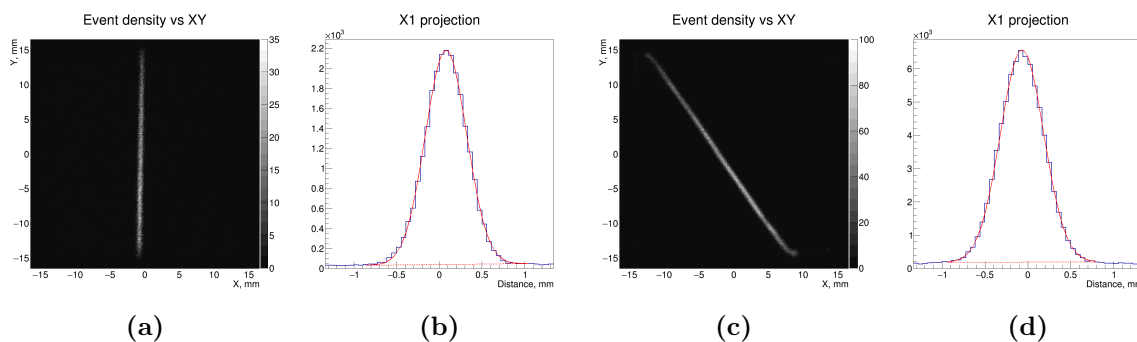 Event density vs XY
Y, mm
15
10
5
0
−5
−10
−15
−15 −10 −5 0 5 10 15
X, mm
35
30
25
20
15
10
5
0
(a)
X1 projection
×10³
2.2
2
1.8
1.6
1.4
1.2
1
0.8
0.6
0.4
0.2
0
−1 −0.5 0 0.5 1
Distance, mm
(b)
Event density vs XY
Y, mm
15
10
5
0
−5
−10
−15
−15 −10 −5 0 5 10 15
X, mm
100
80
60
40
20
0
(c)
X1 projection
×10³
6
5
4
3
2
1
0
−1 −0.5 0 0.5 1
Distance, mm
(d)